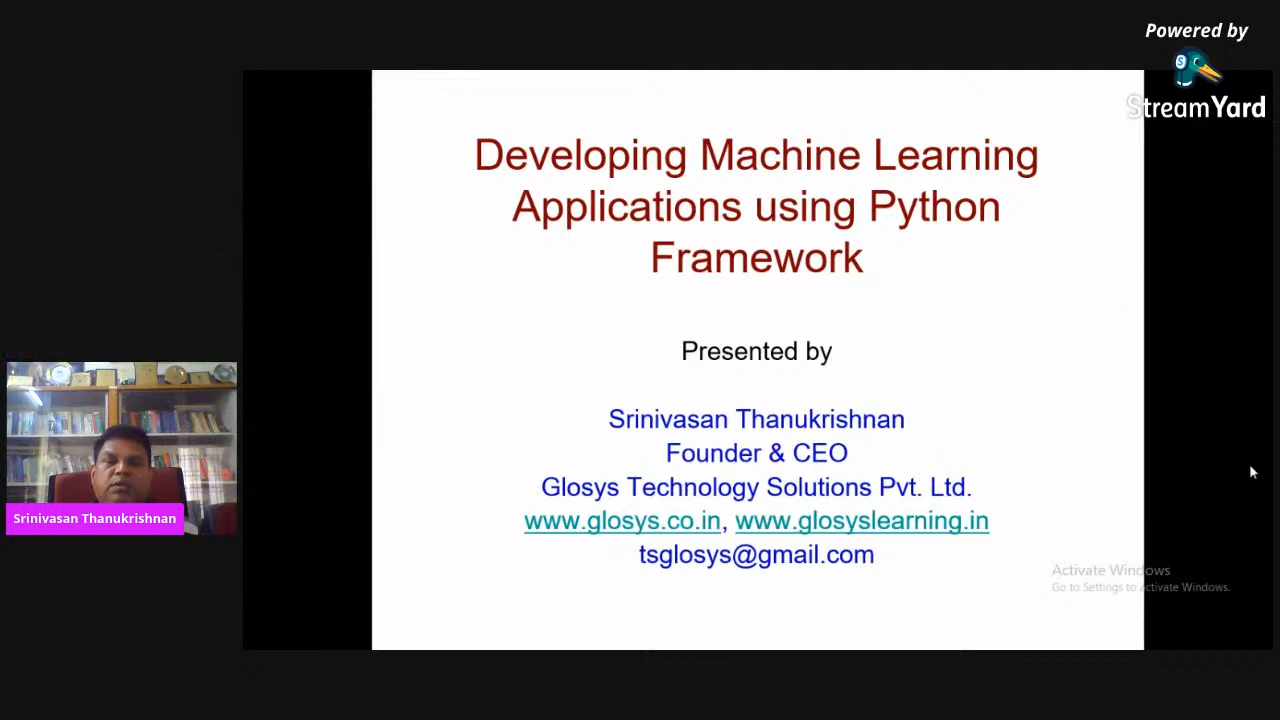 Powered by
StreamYard
Developing Machine Learning
Applications using Python
Framework
Presented by
Srinivasan Thanukrishnan
Founder & CEO
Glosys Technology Solutions Pvt. Ltd.
www.glosys.co.in, www.glosyslearning.in
tsglosys@gmail.com
Srinivasan Thanukrishnan
Activate Windows
Go to Settings to activate Windows.